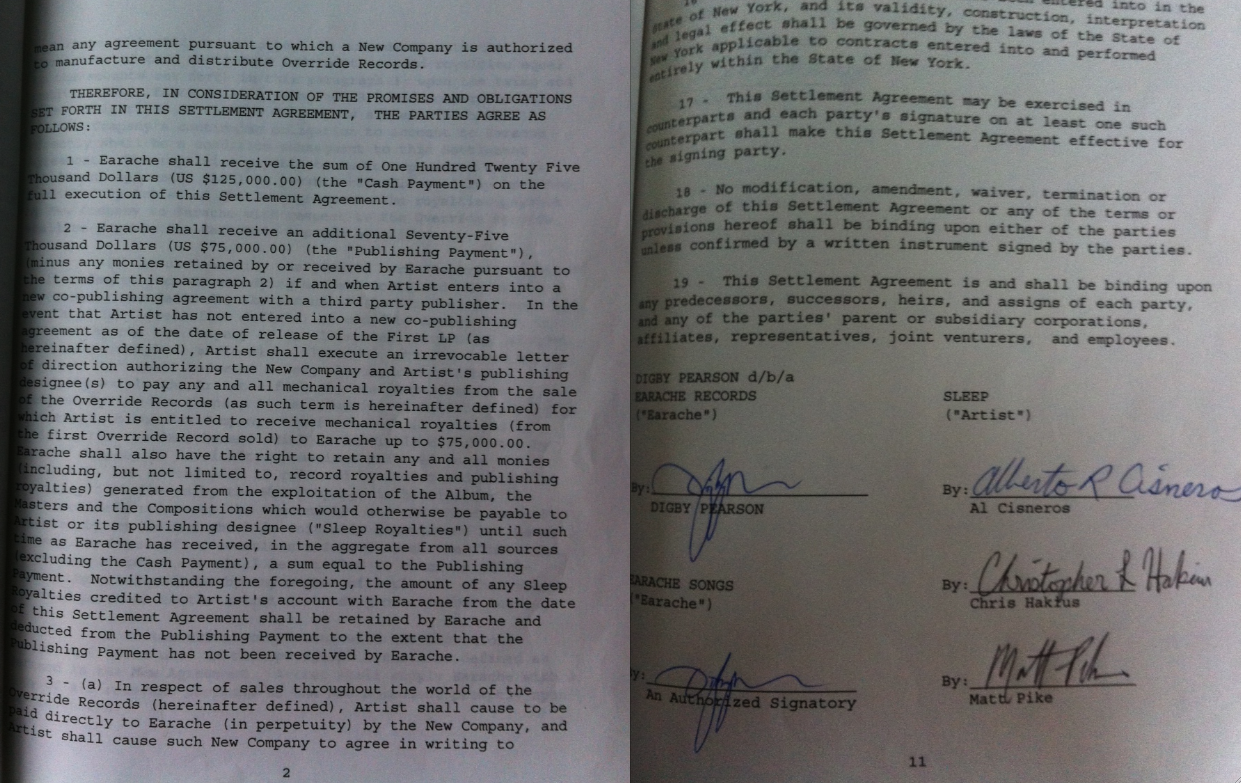 mean any agreement pursuant to which a New Company is authorized
to manufacture and distribute Override Records.
THEREFORE, IN CONSIDERATION OF THE PROMISES AND OBLIGATIONS
SET FORTH IN THIS SETTLEMENT AGREEMENT, THE PARTIES AGREE AS
FOLLOWS:
1 - Earache shall receive the sum of One Hundred Twenty Five
Thousand Dollars (US $125,000.00) (the "Cash Payment") on the
full execution of this Settlement Agreement.
2 - Earache shall receive an additional Seventy-Five
Thousand Dollars (US $75,000.00) (the "Publishing Payment"),
(minus any monies retained by or received by Earache pursuant to
the terms of this paragraph 2) if and when Artist enters into a
new co-publishing agreement with a third party publisher. In the
event that Artist has not entered into a new co-publishing
agreement as of the date of release of the First LP (as
hereinafter defined), Artist shall execute an irrevocable letter
of direction authorizing the New Company and Artist's publishing
designee(s) to pay any and all mechanical royalties from the sale
of the Override Records (as such term is hereinafter defined) for
which Artist is entitled to receive mechanical royalties (from
the first Override Record sold) to Earache up to $75,000.00.
Earache shall also have the right to retain any and all monies
(including, but not limited to, record royalties and publishing
royalties) generated from the exploitation of the Album, the
Masters and the Compositions which would otherwise be payable to
Artist or its publishing designee ("Sleep Royalties") until such
time as Earache has received, in the aggregate from all sources
(excluding the Cash Payment), a sum equal to the Publishing
Payment. Notwithstanding the foregoing, the amount of any Sleep
Royalties credited to Artist's account with Earache from the date
of this Settlement Agreement shall be retained by Earache and
deducted from the Publishing Payment to the extent that the
Publishing Payment has not been received by Earache.
3 - (a) In respect of sales throughout the world of the
Override Records (hereinafter defined), Artist shall cause to be
paid directly to Earache (in perpetuity) by the New Company, and
Artist shall cause such New Company to agree in writing to
2
entered into in the
State of New York, and its validity, construction, interpretation
and legal effect shall be governed by the laws of the State of
New York applicable to contracts entered into and performed
entirely within the State of New York.
17 - This Settlement Agreement may be exercised in
counterparts and each party's signature on at least one such
counterpart shall make this Settlement Agreement effective for
the signing party.
18 - No modification, amendment, waiver, termination or
discharge of this Settlement Agreement or any of the terms or
provisions hereof shall be binding upon either of the parties
unless confirmed by a written instrument signed by the parties.
19 - This Settlement Agreement is and shall be binding upon
any predecessors, successors, heirs, and assigns of each party,
and any of the parties' parent or subsidiary corporations,
affiliates, representatives, joint venturers, and employees.
DIGBY PEARSON d/b/a
EARACHE RECORDS
("Earache")
SLEEP
("Artist")
By:
DIGBY PEARSON
By: Alberto R Cisneros
Al Cisneros
EARACHE SONGS
("Earache")
By: Christopher L Hakius
Chris Hakius
By:
An Authorized Signatory
By: Matt Pike
Matt Pike
11